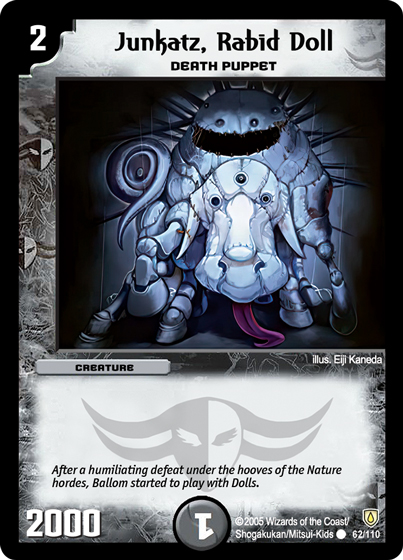 2
Junkatz, Rabid Doll
DEATH PUPPET
illus. Eiji Kaneda
CREATURE
After a humiliating defeat under the hooves of the Nature
hordes, Ballom started to play with Dolls.
2000
1
©2005 Wizards of the Coast/
Shogakukan/Mitsui-Kids ● 62/110